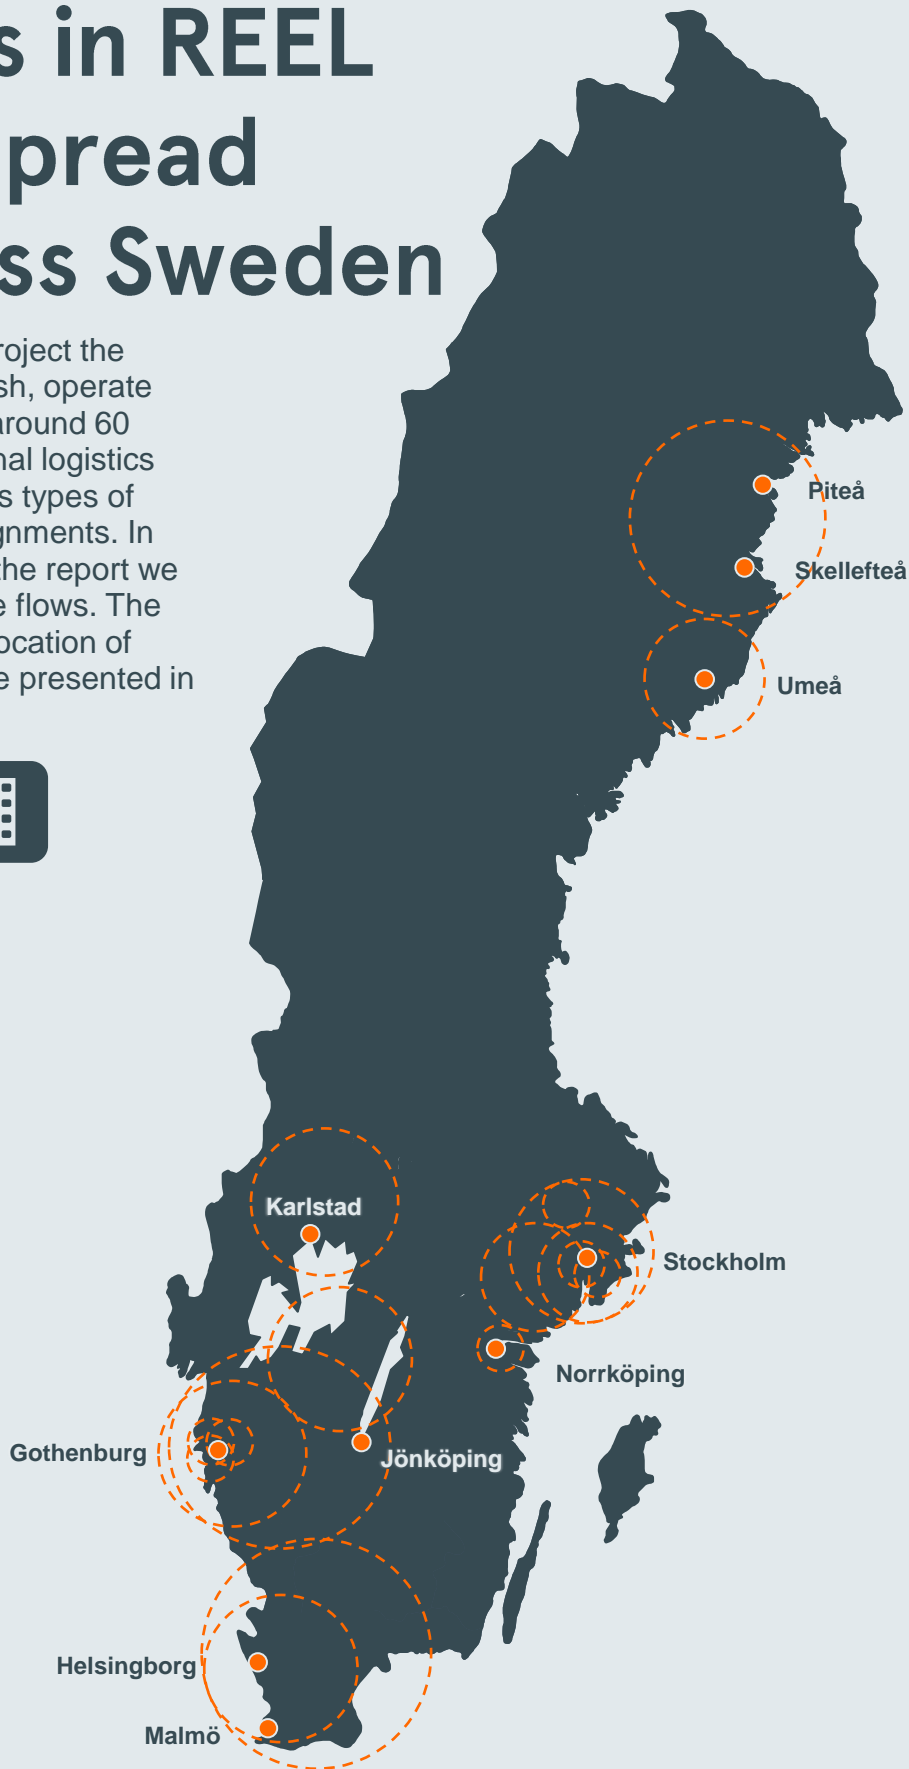 s in REEL
pread
ss Sweden
roject the
sh, operate
around 60
nal logistics
s types of
gnments. In
the report we
e flows. The
ocation of
e presented in
Piteå
Skellefteå
Umeå
Karlstad
Stockholm
Norrköping
Gothenburg
Jönköping
Helsingborg
Malmö